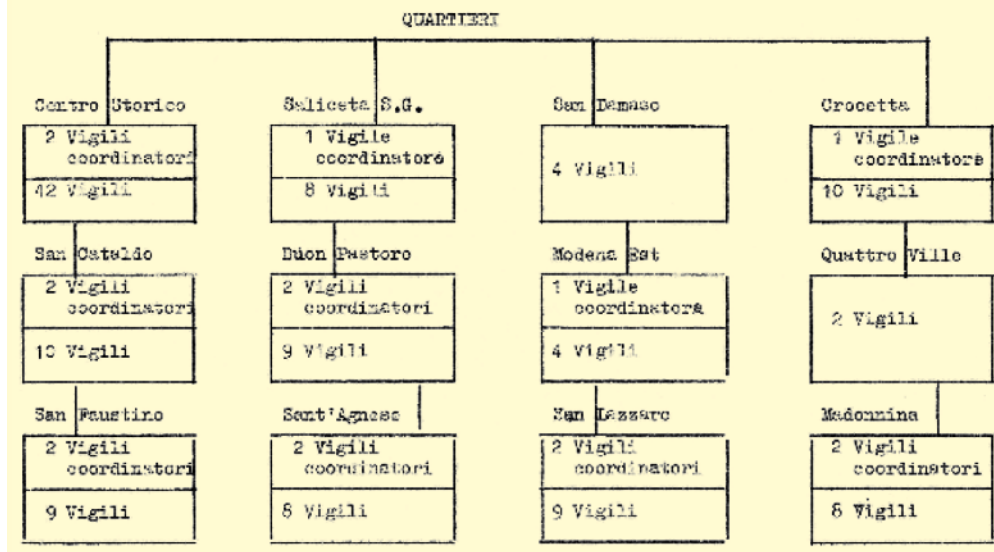 QUARTIERI
Centro Storico
2 Vigili
coordinatori
42 Vigili
Saliceta S.G.
1 Vigile
coordinatore
8 Vigili
San Damaso
4 Vigili
Crocetta
1 Vigile
coordinatore
10 Vigili
San Cataldo
2 Vigili
coordinatori
10 Vigili
Buon Pastore
2 Vigili
coordinatori
9 Vigili
Modena Est
1 Vigile
coordinatore
4 Vigili
Quattro Ville
2 Vigili
San Faustino
2 Vigili
coordinatori
9 Vigili
Sant'Agnese
2 Vigili
coordinatori
8 Vigili
San Lazzaro
2 Vigili
coordinatori
9 Vigili
Madonnina
2 Vigili
coordinatori
8 Vigili